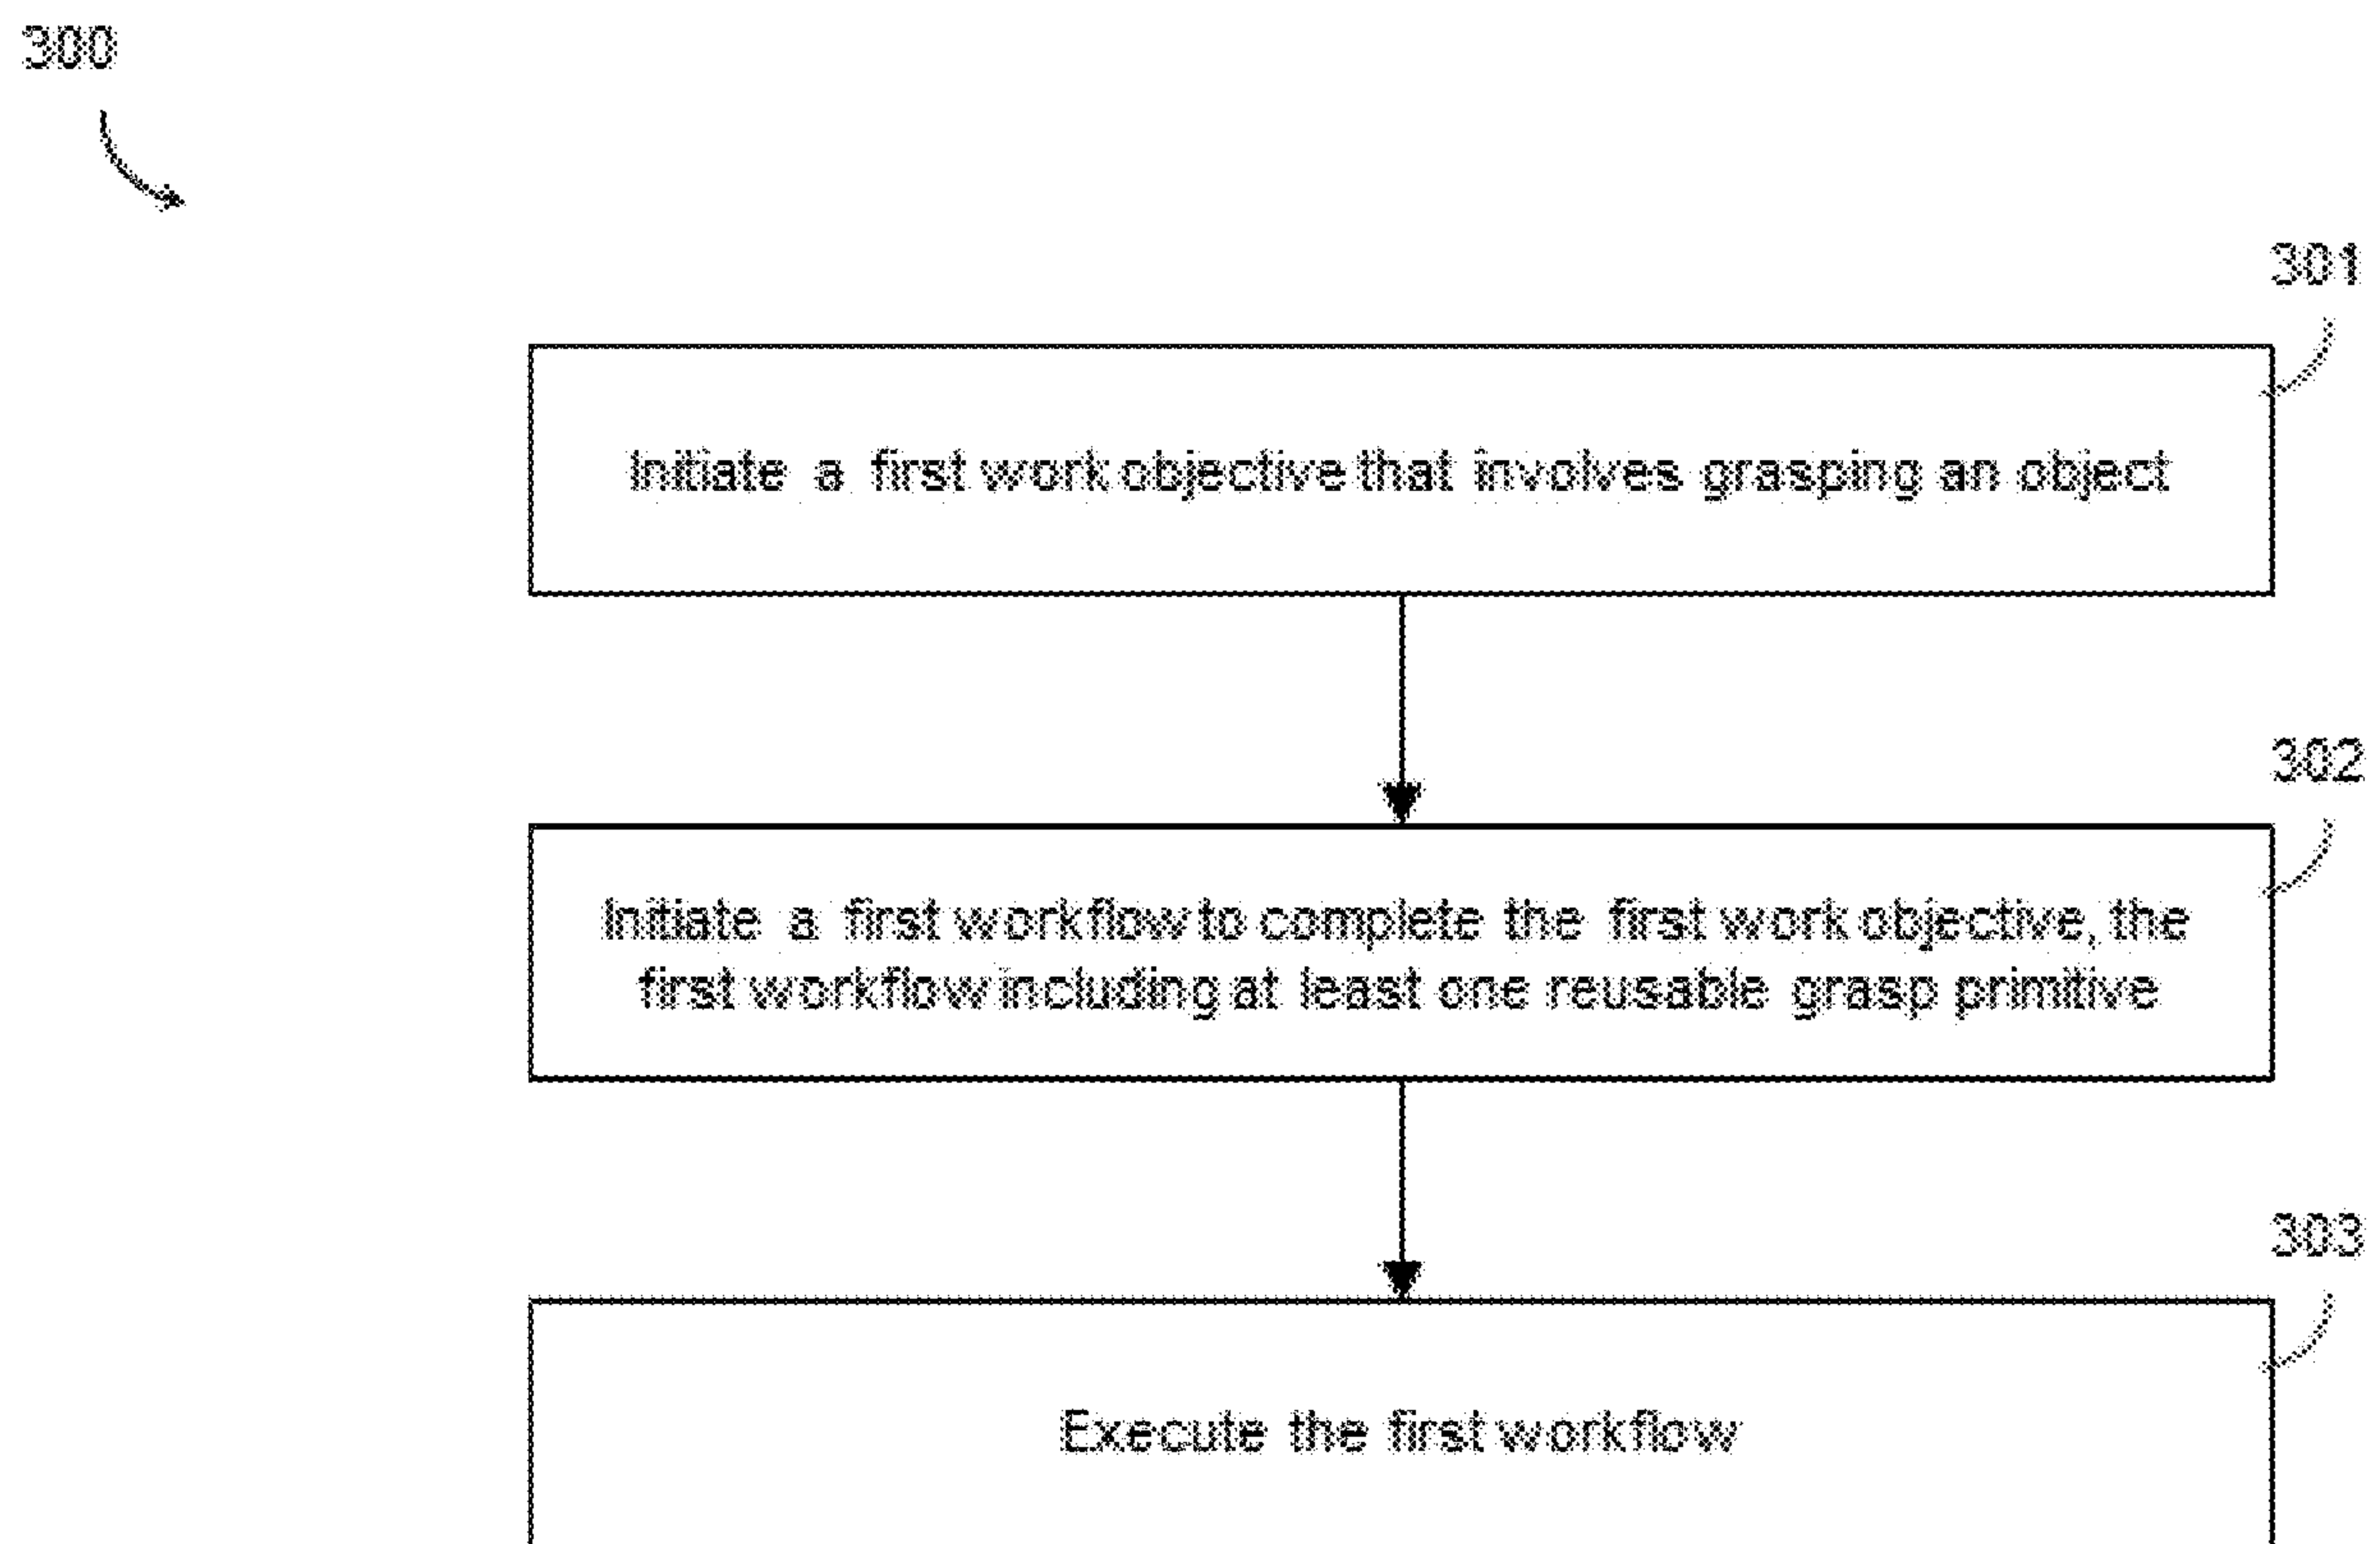 300
301
Initiate a first work objective that involves grasping an object
302
Initiate a first workflow to complete the first work objective, the
first workflow including at least one reusable grasp primitive
303
Execute the first workflow